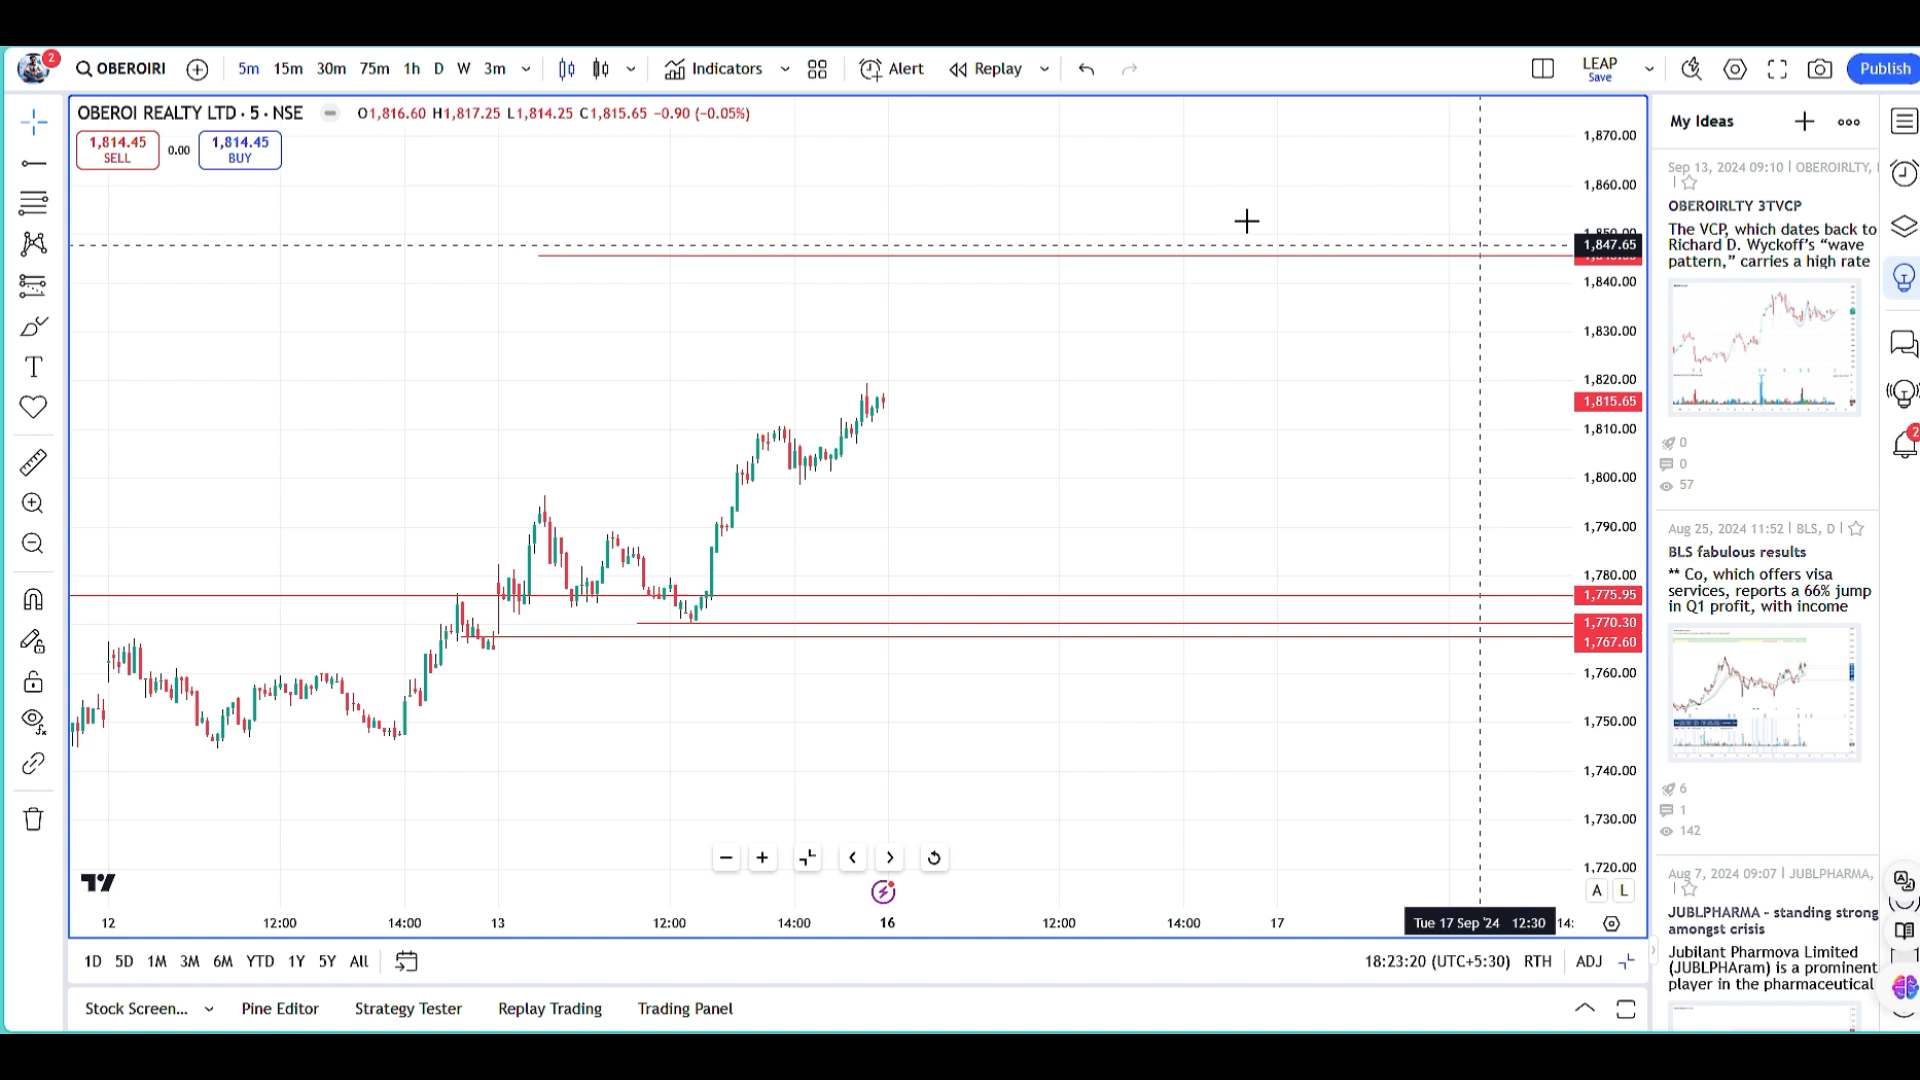 2
OBEROIRI
5m 15m 30m 75m 1h D W 3m
Indicators
Alert
Replay
LEAP
Save
Publish
OBEROI REALTY LTD · 5 · NSE
O1,816.60 H1,817.25 L1,814.25 C1,815.65 −0.90 (−0.05%)
1,814.45
SELL
0.00
1,814.45
BUY
1,870.00
1,860.00
1,847.65
1,840.00
1,830.00
1,820.00
1,815.65
1,810.00
1,800.00
1,790.00
1,780.00
1,775.95
1,770.30
1,767.60
1,760.00
1,750.00
1,740.00
1,730.00
1,720.00
A L
12 12:00 14:00 13 12:00 14:00 16 12:00 14:00 17 Tue 17 Sep '24 12:30 14:
1D 5D 1M 3M 6M YTD 1Y 5Y All
18:23:20 (UTC+5:30) RTH ADJ
Stock Screen... Pine Editor Strategy Tester Replay Trading Trading Panel
My Ideas
Sep 13, 2024 09:10 | OBEROIRLTY,
OBEROIRLTY 3TVCP
The VCP, which dates back to
Richard D. Wyckoff's “wave
pattern,” carries a high rate
0
0
57
Aug 25, 2024 11:52 | BLS, D |
BLS fabulous results
** Co, which offers visa
services, reports a 66% jump
in Q1 profit, with income
6
1
142
Aug 7, 2024 09:07 | JUBLPHARMA,
JUBLPHARMA - standing strong
amongst crisis
Jubilant Pharmova Limited
(JUBLPHAram) is a prominent
player in the pharmaceutical
2